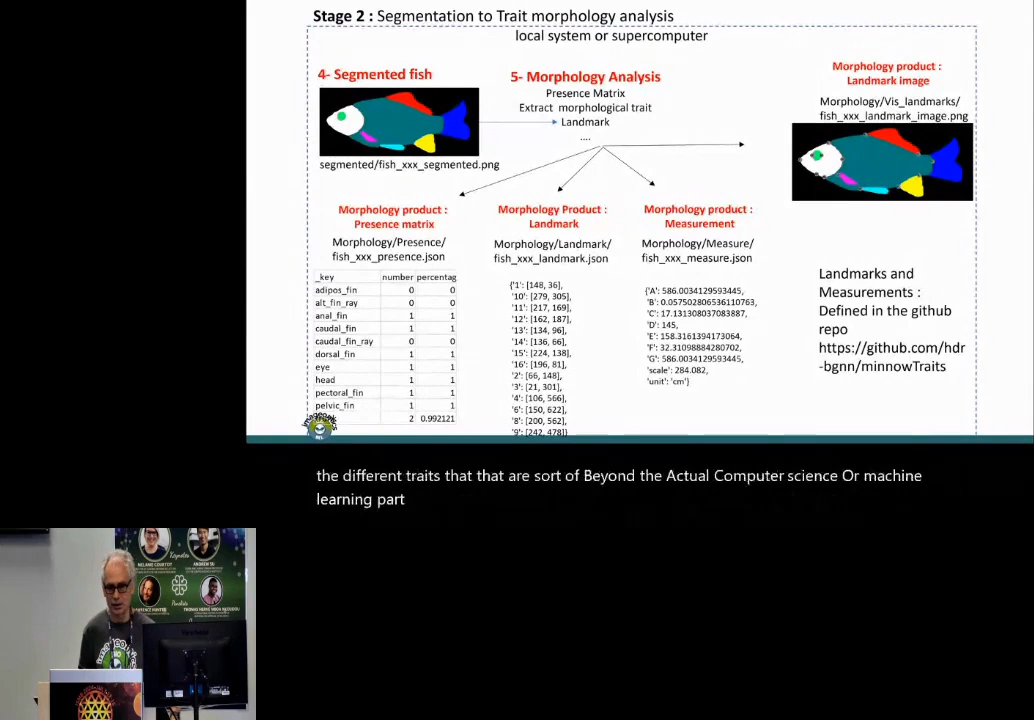 Stage 2 : Segmentation to Trait morphology analysis
local system or supercomputer
4- Segmented fish
segmented/fish_xxx_segmented.png
5- Morphology Analysis
Presence Matrix
Extract morphological trait
Landmark
....
Morphology product :
Landmark image
Morphology/Vis_landmarks/
fish_xxx_landmark_image.png
Morphology product :
Presence matrix
Morphology/Presence/
fish_xxx_presence.json
_key number percentag
adipos_fin 0 0
alt_fin_ray 0 0
anal_fin 1 1
caudal_fin 1 1
caudal_fin_ray 0 0
dorsal_fin 1 1
eye 1 1
head 1 1
pectoral_fin 1 1
pelvic_fin 1 1
2 0.992121
Morphology Product :
Landmark
Morphology/Landmark/
fish_xxx_landmark.json
{'1': [148, 36],
'10': [279, 305],
'11': [217, 169],
'12': [162, 187],
'13': [134, 96],
'14': [136, 66],
'15': [224, 138],
'16': [196, 81],
'2': [66, 148],
'3': [21, 301],
'4': [106, 566],
'6': [150, 622],
'8': [200, 562],
'9': [242, 478]}
Morphology product :
Measurement
Morphology/Measure/
fish_xxx_measure.json
{'A': 586.0034129593445,
'B': 0.057502806536110763,
'C': 17.131308037083887,
'D': 145,
'E': 158.3161394173064,
'F': 32.31098884280702,
'G': 586.0034129593445,
'scale': 284.082,
'unit': 'cm'}
Landmarks and
Measurements :
Defined in the github
repo
https://github.com/hdr
-bgnn/minnowTraits
the different traits that that are sort of Beyond the Actual Computer science Or machine
learning part
Keynotes
MELANIE COURTOT
ANDREW SU
LAWRENCE HUNTER
Panelists